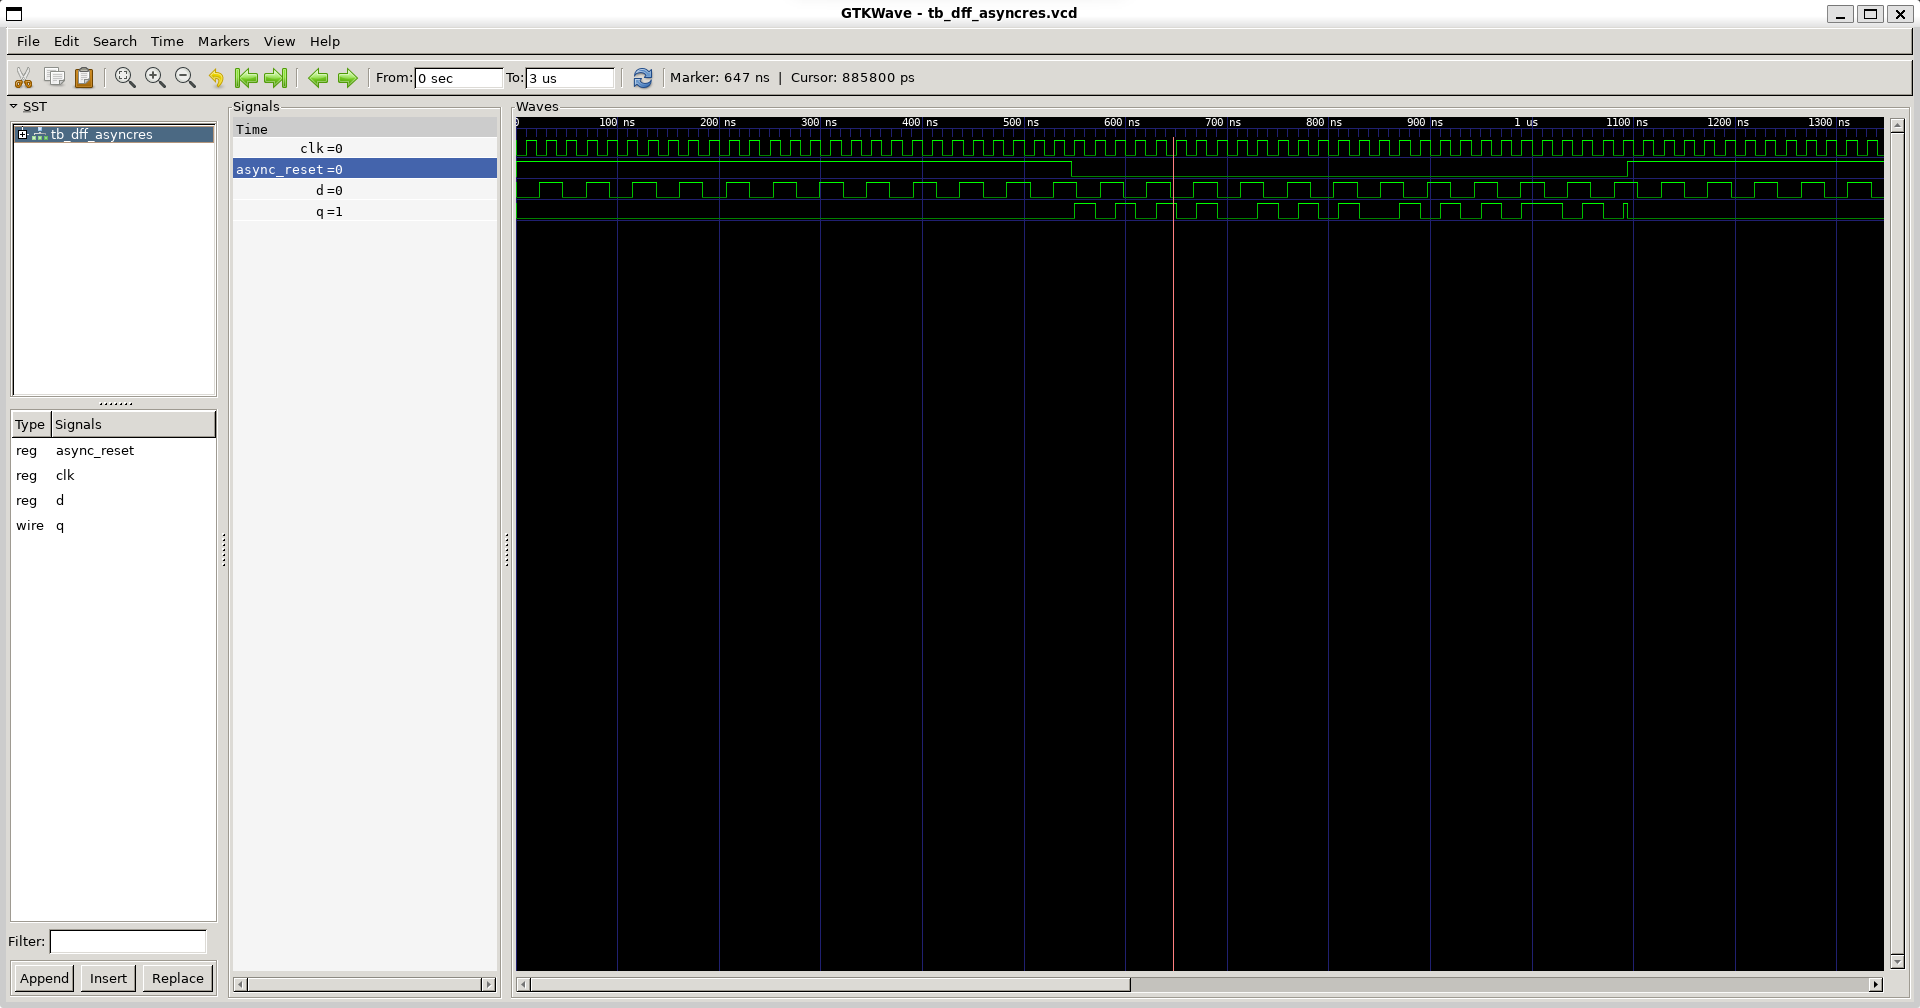 GTKWave - tb_dff_asyncres.vcd
File Edit Search Time Markers View Help
From: 0 sec To: 3 us Marker: 647 ns | Cursor: 885800 ps
SST
tb_dff_asyncres
Type Signals
reg async_reset
reg clk
reg d
wire q
Filter:
Append Insert Replace
Signals
Time
clk =0
async_reset =0
d =0
q =1
Waves
0 100 ns 200 ns 300 ns 400 ns 500 ns 600 ns 700 ns 800 ns 900 ns 1 us 1100 ns 1200 ns 1300 ns